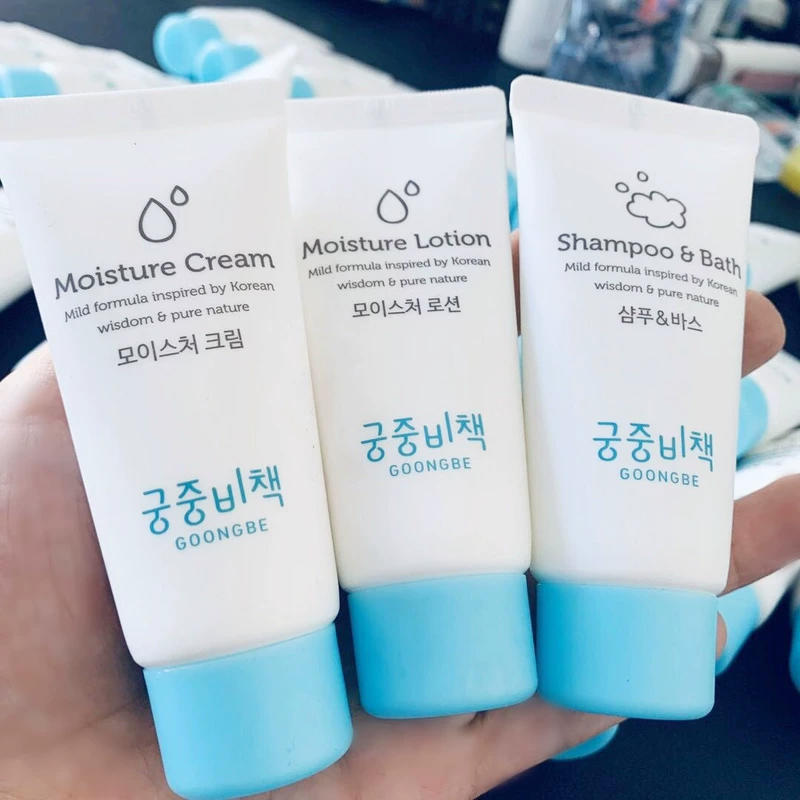 Moisture Cream
Mild formula inspired by Korean
wisdom & pure nature
모이스처 크림
궁중비책
GOONGBE
Moisture Lotion
Mild formula inspired by Korean
wisdom & pure nature
모이스처 로션
궁중비책
GOONGBE
Shampoo & Bath
Mild formula inspired by Korean
wisdom & pure nature
샴푸&바스
궁중비책
GOONGBE